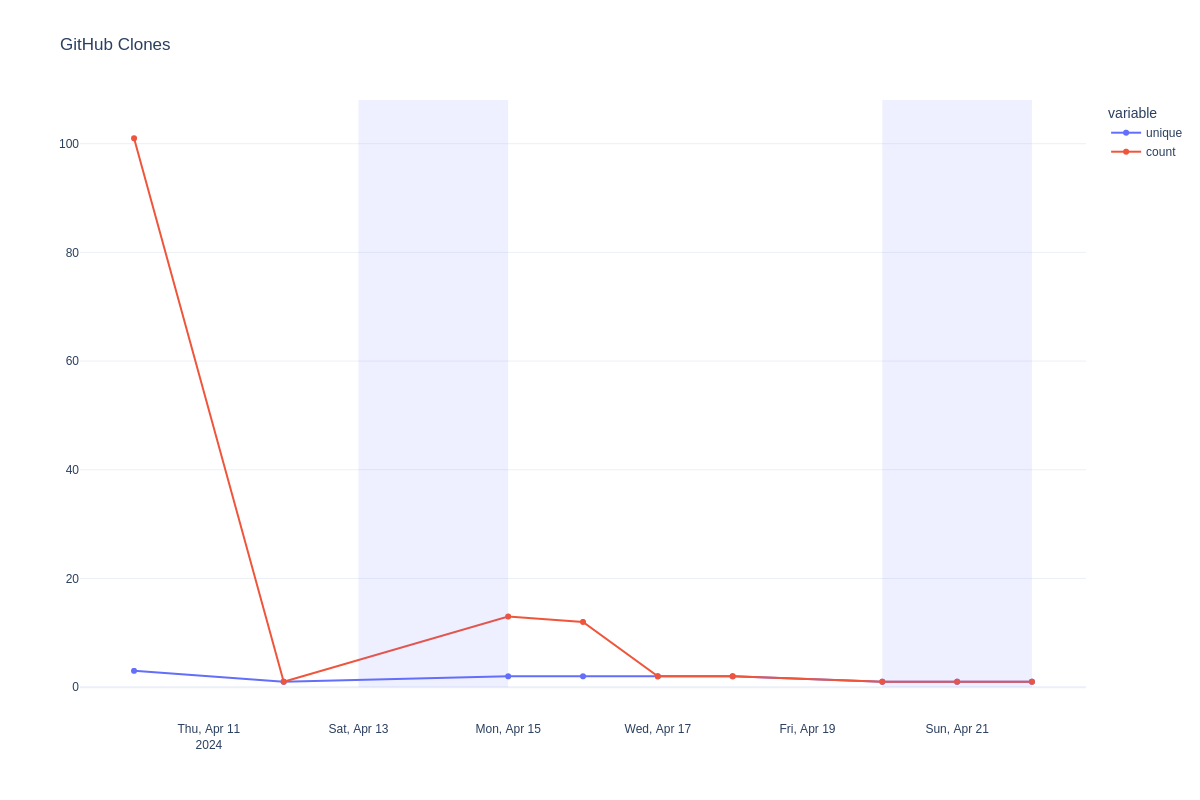 GitHub Clones
variable
unique
count
100
80
60
40
20
0
Thu, Apr 11
2024
Sat, Apr 13
Mon, Apr 15
Wed, Apr 17
Fri, Apr 19
Sun, Apr 21